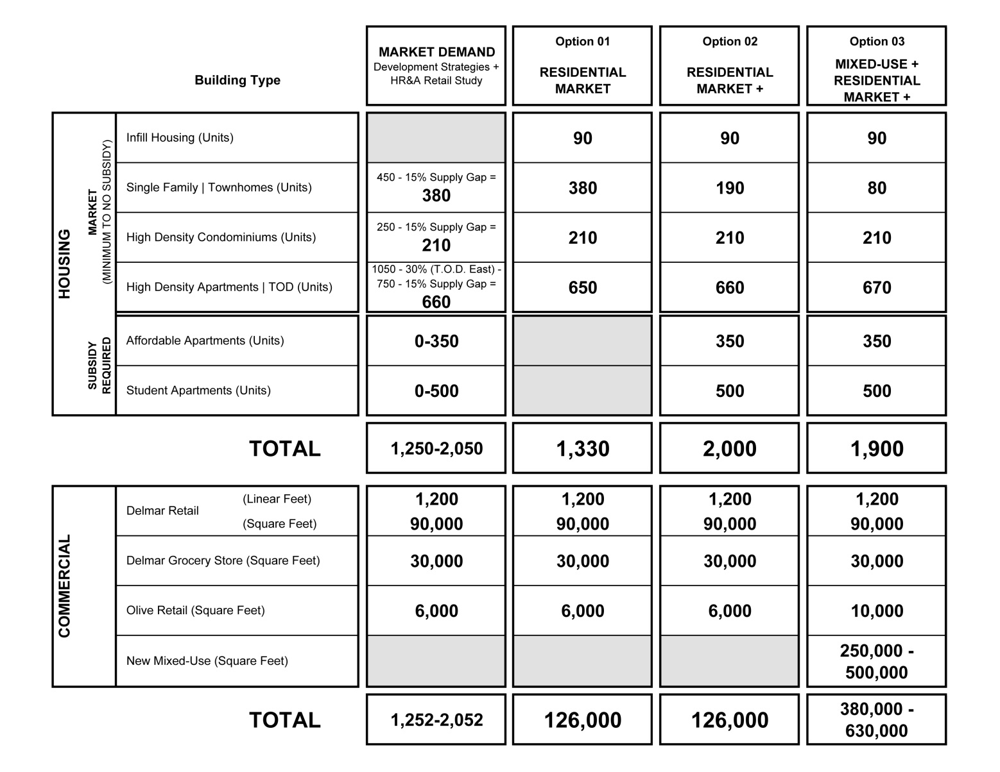 Building Type
MARKET DEMAND
Development Strategies +
HR&A Retail Study
Option 01
RESIDENTIAL
MARKET
Option 02
RESIDENTIAL
MARKET +
Option 03
MIXED-USE +
RESIDENTIAL
MARKET +
HOUSING
MARKET
(MINIMUM TO NO SUBSIDY)
Infill Housing (Units)
90
90
90
Single Family | Townhomes (Units)
450 - 15% Supply Gap =
380
380
190
80
High Density Condominiums (Units)
250 - 15% Supply Gap =
210
210
210
210
High Density Apartments | TOD (Units)
1050 - 30% (T.O.D. East) -
750 - 15% Supply Gap =
660
650
660
670
SUBSIDY
REQUIRED
Affordable Apartments (Units)
0-350
350
350
Student Apartments (Units)
0-500
500
500
TOTAL
1,250-2,050
1,330
2,000
1,900
COMMERCIAL
Delmar Retail
(Linear Feet)
1,200
1,200
1,200
1,200
(Square Feet)
90,000
90,000
90,000
90,000
Delmar Grocery Store (Square Feet)
30,000
30,000
30,000
30,000
Olive Retail (Square Feet)
6,000
6,000
6,000
10,000
New Mixed-Use (Square Feet)
250,000 -
500,000
TOTAL
1,252-2,052
126,000
126,000
380,000 -
630,000